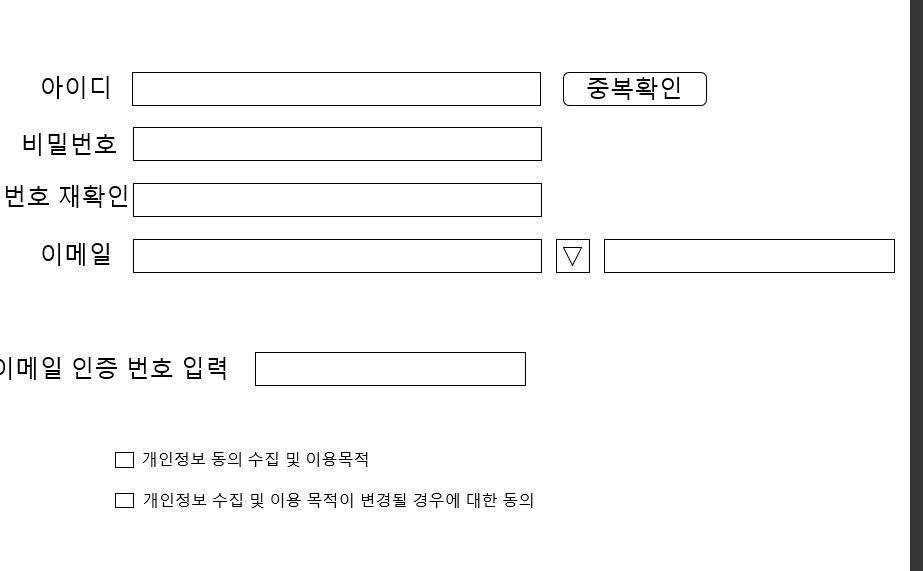 아이디 중복확인
비밀번호
번호 재확인
이메일 ▽
이메일 인증 번호 입력
개인정보 동의 수집 및 이용목적
개인정보 수집 및 이용 목적이 변경될 경우에 대한 동의